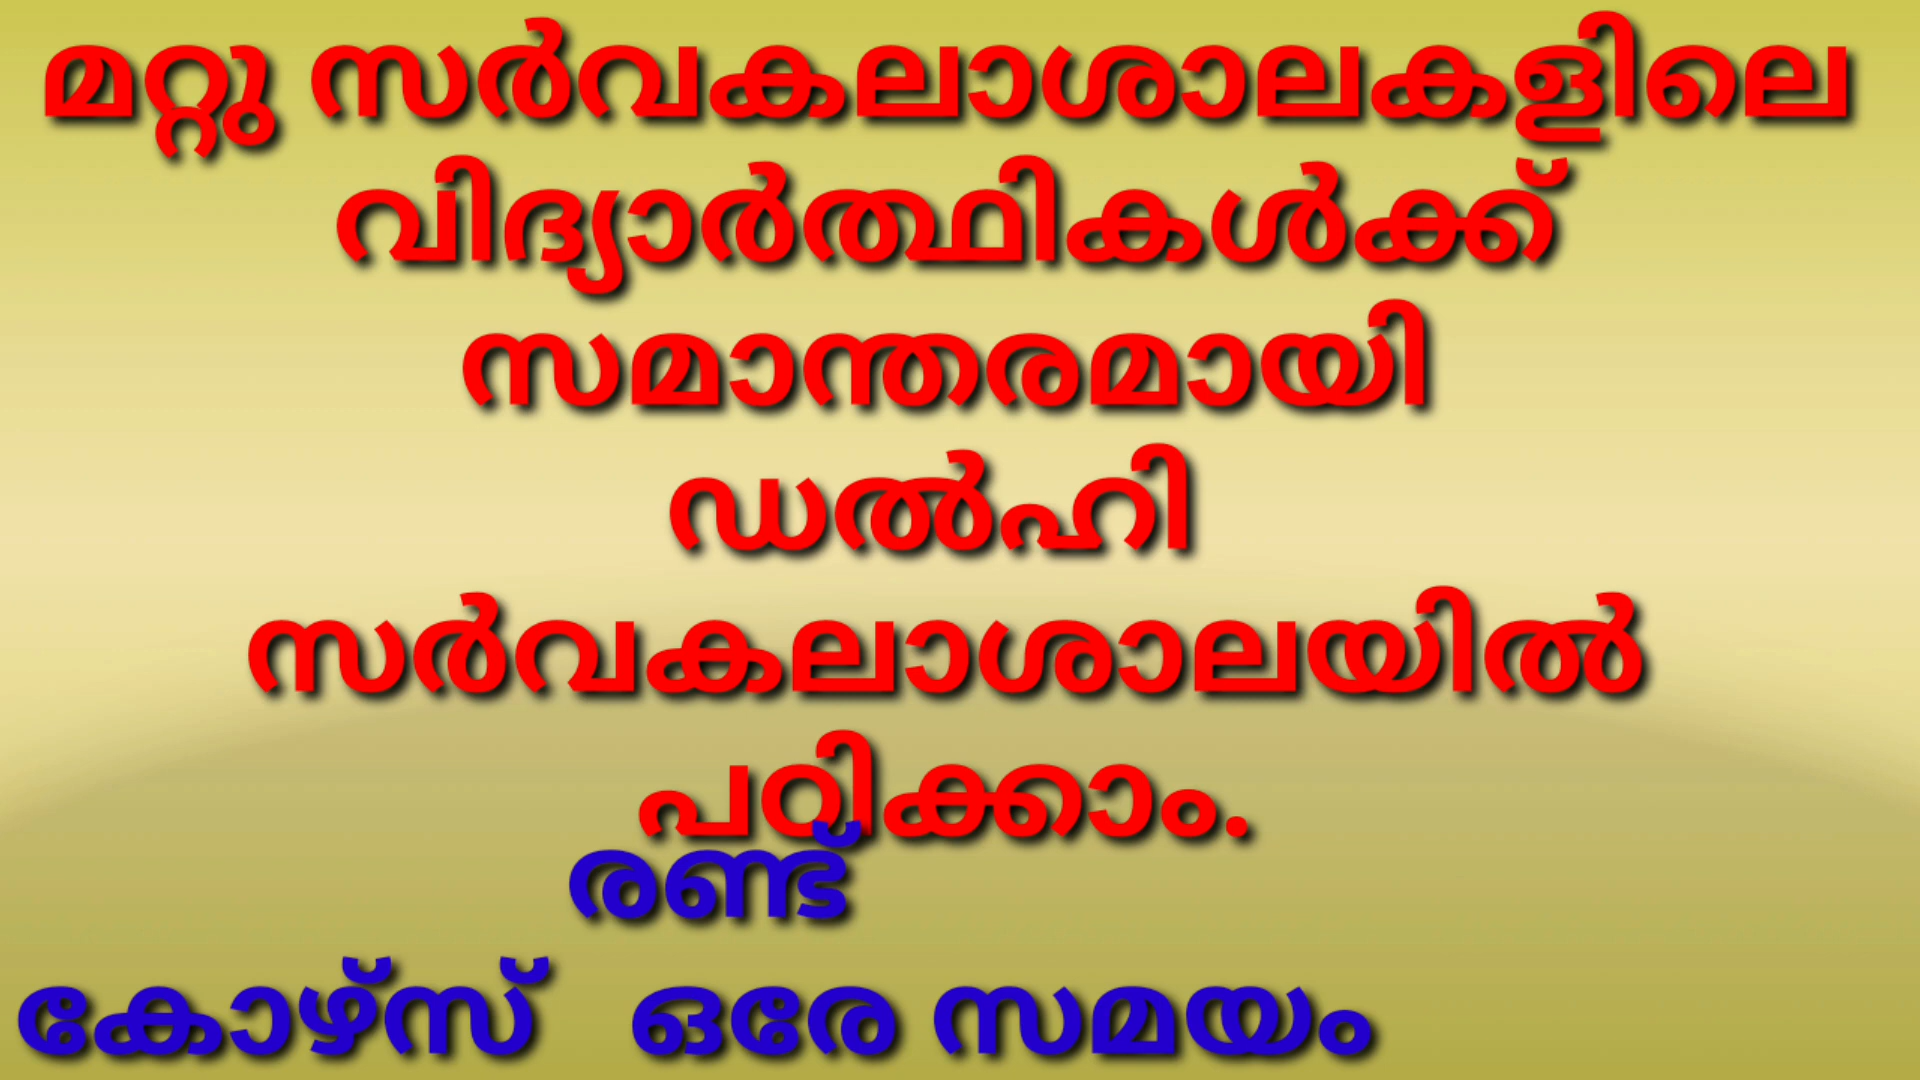 മറ്റു സർവകലാശാലകളിലെ
വിദ്യാർത്ഥികൾക്ക്
സമാന്തരമായി
ഡൽഹി
സർവകലാശാലയിൽ
പഠിക്കാം.
രണ്ട്
കോഴ്സ് ഒരേ സമയം